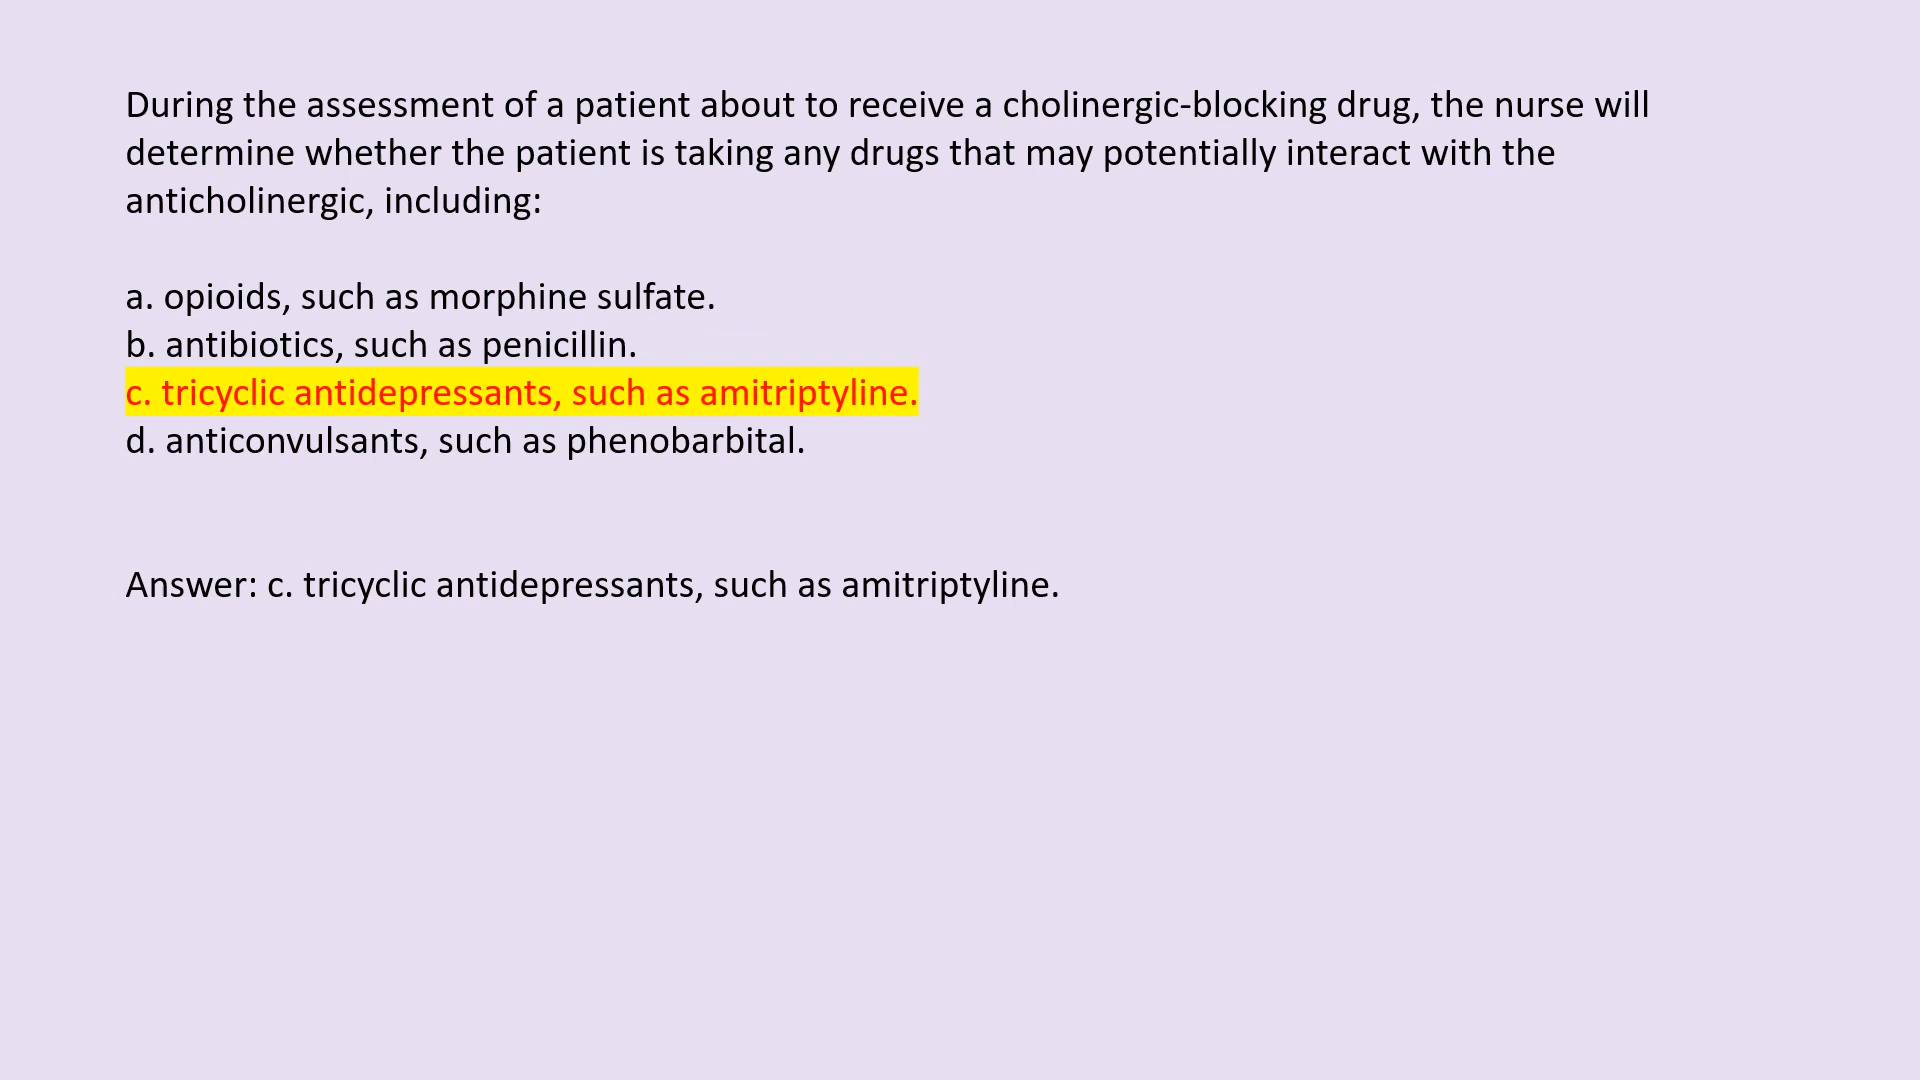 During the assessment of a patient about to receive a cholinergic-blocking drug, the nurse will
determine whether the patient is taking any drugs that may potentially interact with the
anticholinergic, including:
a. opioids, such as morphine sulfate.
b. antibiotics, such as penicillin.
c. tricyclic antidepressants, such as amitriptyline.
d. anticonvulsants, such as phenobarbital.
Answer: c. tricyclic antidepressants, such as amitriptyline.